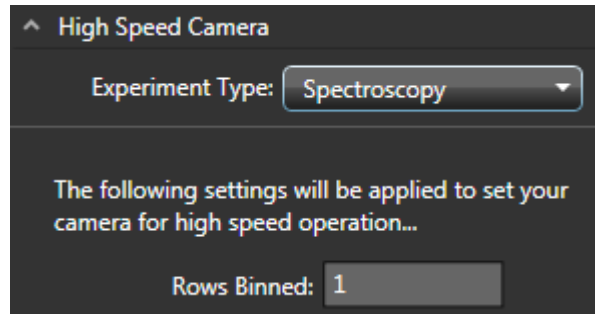 High Speed Camera
Experiment Type: Spectroscopy
The following settings will be applied to set your
camera for high speed operation...
Rows Binned: 1